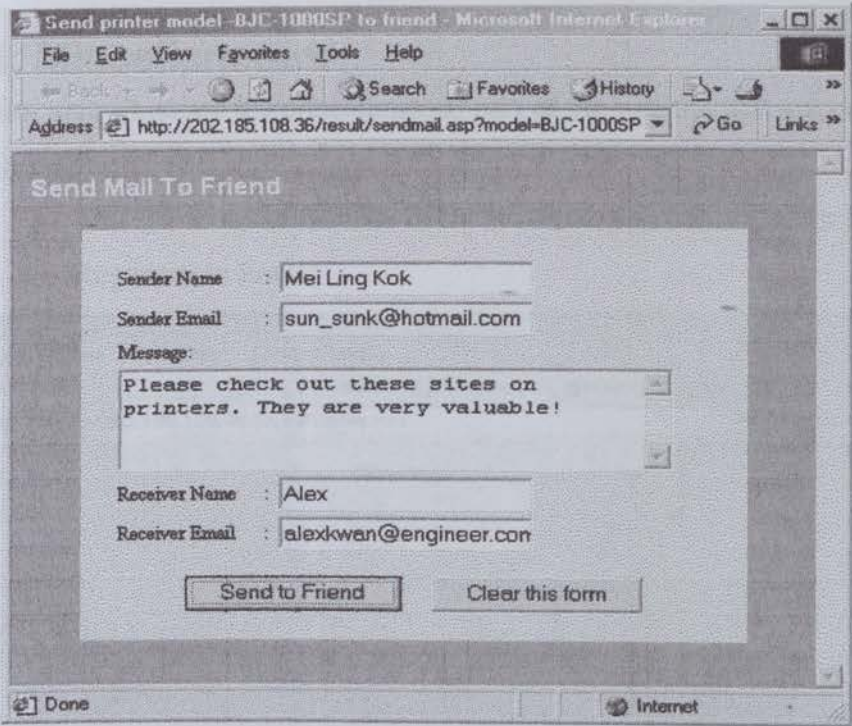 Send printer model -BJC-1000SP to friend - Microsoft Internet Explorer
File Edit View Favorites Tools Help
Back Search Favorites History »
Address http://202.185.108.36/result/sendmail.asp?model=BJC-1000SP Go Links »
Send Mail To Friend
Sender Name : Mei Ling Kok
Sender Email : sun_sunk@hotmail.com
Message:
Please check out these sites on
printers. They are very valuable!
Receiver Name : Alex
Receiver Email : alexkwan@engineer.com
Send to Friend Clear this form
Done Internet